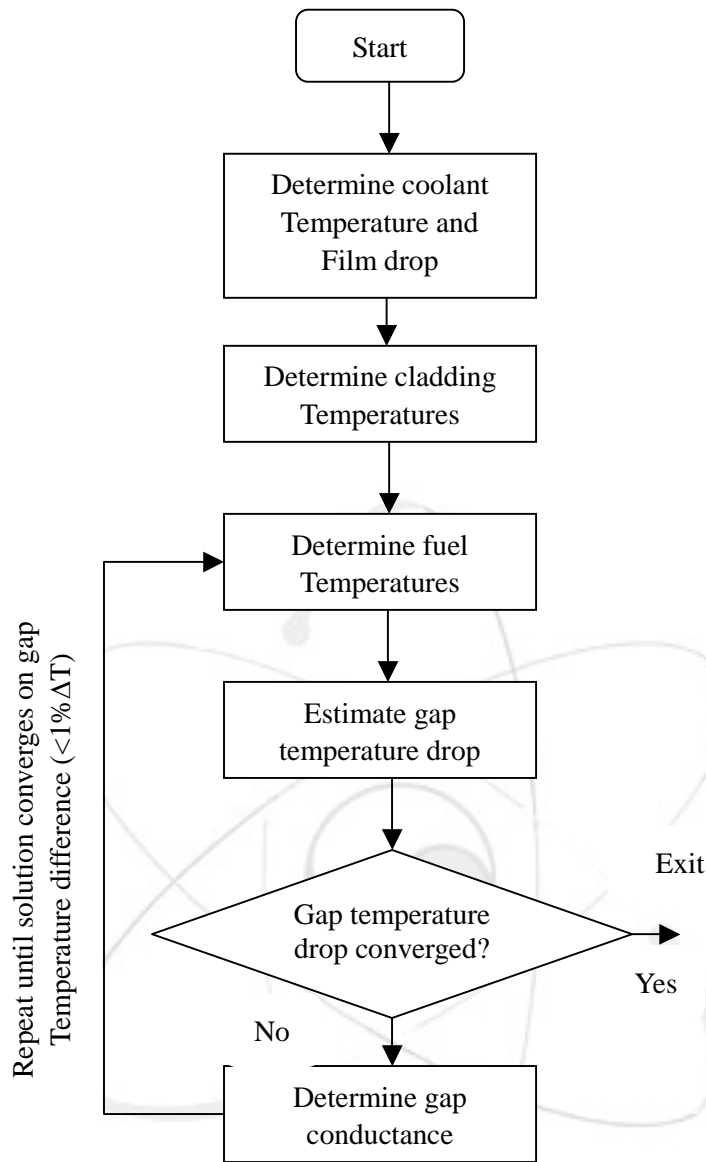 Start
Determine coolant
Temperature and
Film drop
Determine cladding
Temperatures
Determine fuel
Temperatures
Repeat until solution converges on gap
Temperature difference (<1%ΔT)
Estimate gap
temperature drop
Gap temperature
drop converged?
Exit
Yes
No
Determine gap
conductance